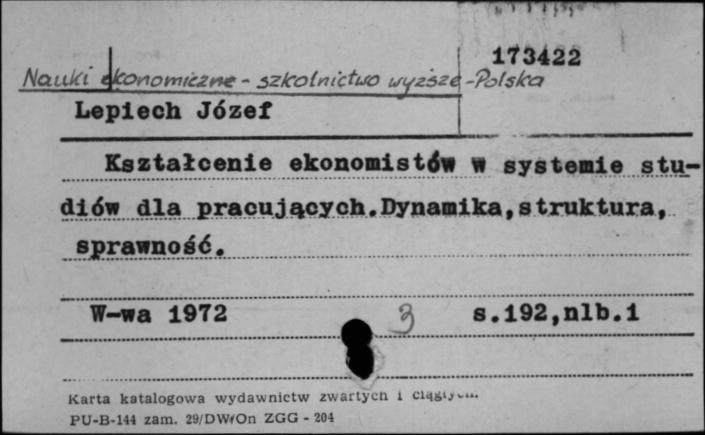 173422
Nauki ekonomiczne - szkolnictwo wyższe - Polska
Lepiech Józef
Kształcenie ekonomistów w systemie stu-
diów dla pracujących.Dynamika,struktura,
sprawność.
W-wa 1972 3 s.192,nlb.1
Karta katalogowa wydawnictw zwartych i ciągłych.
PU-B-144 zam. 29/DW/On ZGG - 204